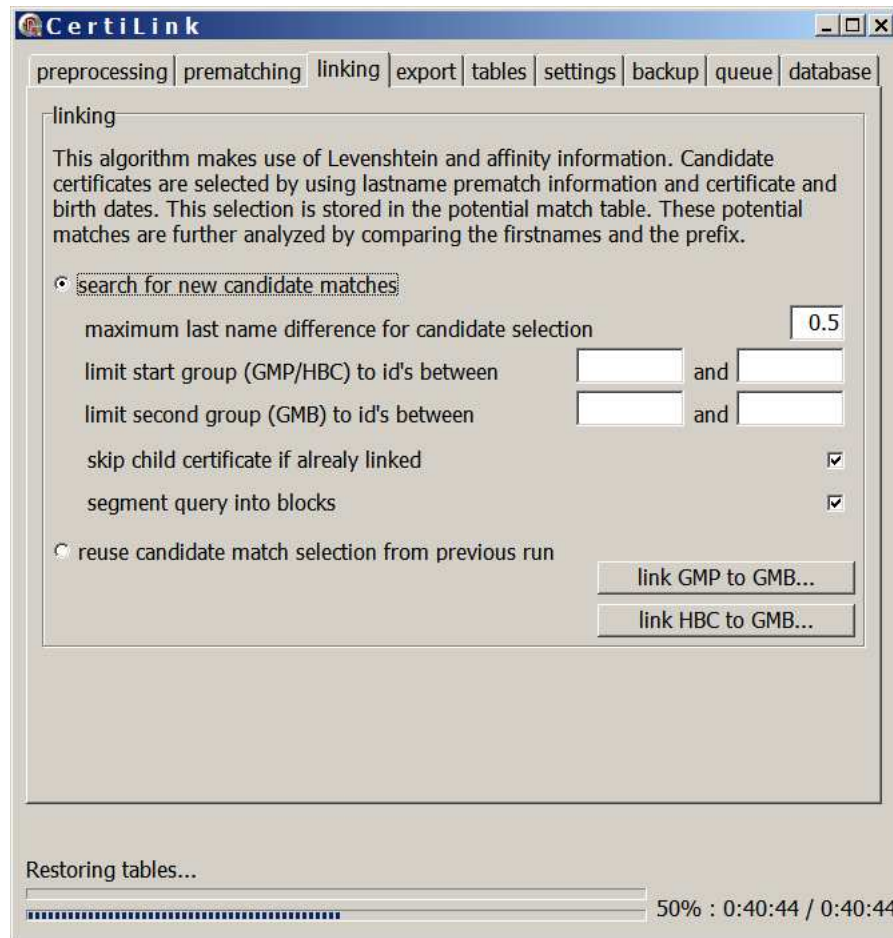 CertiLink
preprocessing prematching linking export tables settings backup queue database
linking
This algorithm makes use of Levenshtein and affinity information. Candidate
certificates are selected by using lastname prematch information and certificate and
birth dates. This selection is stored in the potential match table. These potential
matches are further analyzed by comparing the firstnames and the prefix.
search for new candidate matches
maximum last name difference for candidate selection 0.5
limit start group (GMP/HBC) to id's between and
limit second group (GMB) to id's between and
skip child certificate if alrealy linked
segment query into blocks
reuse candidate match selection from previous run
link GMP to GMB...
link HBC to GMB...
Restoring tables...
50% : 0:40:44 / 0:40:44